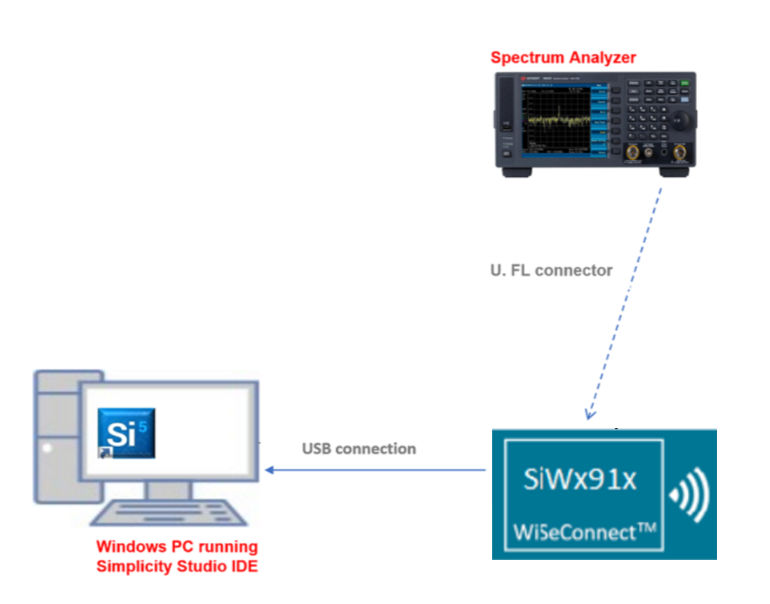 Spectrum Analyzer
U. FL connector
Si5
USB connection
SiWx91x
WiSeConnect™
Windows PC running
Simplicity Studio IDE